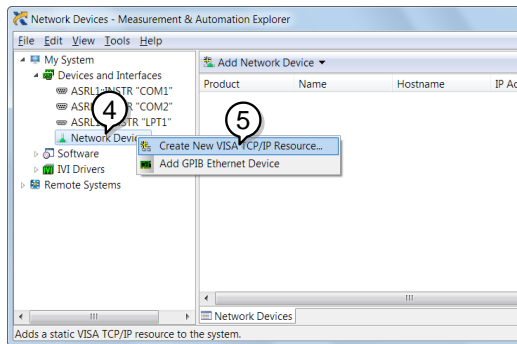 Network Devices - Measurement & Automation Explorer
File Edit View Tools Help
My System
Devices and Interfaces
ASRL1::INSTR "COM1"
"COM2"
"LPT1"
Network Devic
Software
IVI Drivers
Remote Systems
Add Network Device
Product Name Hostname IP Ad
4
5
Create New VISA TCP/IP Resource...
Add GPIB Ethernet Device
Network Devices
Adds a static VISA TCP/IP resource to the system.